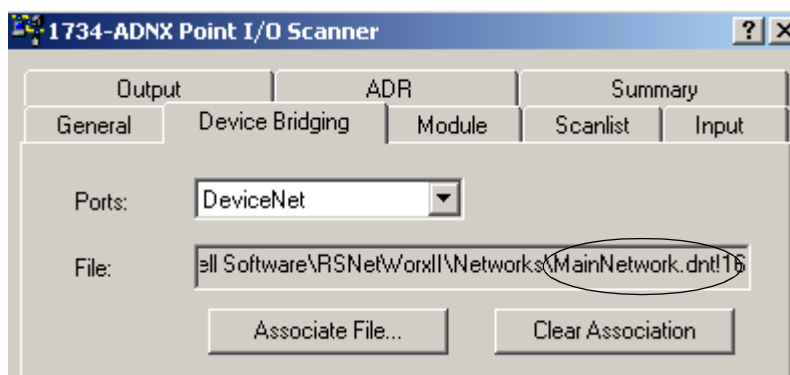 1734-ADNX Point I/O Scanner
Output ADR Summary
General Device Bridging Module Scanlist Input
Ports: DeviceNet
File: ell Software\RSNetWorxII\Networks\MainNetwork.dnt!16
Associate File... Clear Association